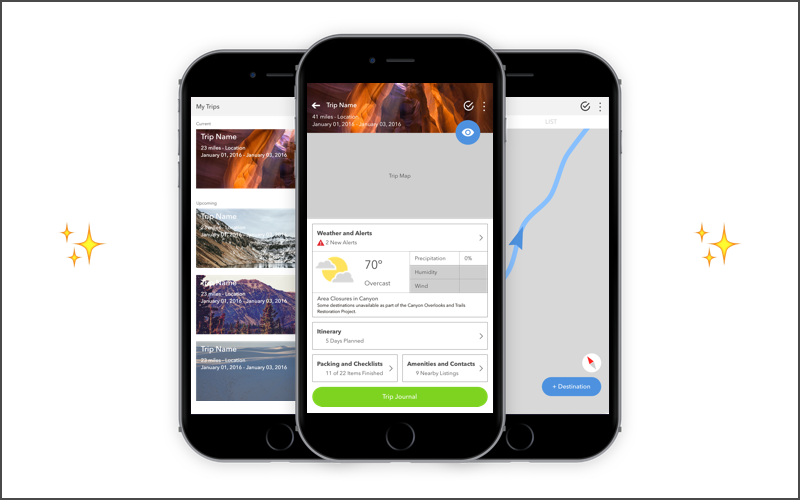 My Trips
Current
Trip Name
23 miles - Location
January 01, 2016 - January 03, 2016
Upcoming
Trip Name
23 miles - Location
January 01, 2016 - January 03, 2016
Trip Name
23 miles - Location
January 01, 2016 - January 03, 2016
Trip Name
23 miles - Location
January 01, 2016 - January 03, 2016
Trip Name
41 miles - Location
January 01, 2016 - January 03, 2016
Trip Map
Weather and Alerts
2 New Alerts
70°
Overcast
Precipitation 0%
Humidity
Wind
Area Closures in Canyon
Some destinations unavailable as part of the Canyon Overlooks and Trails
Restoration Project.
Itinerary
5 Days Planned
Packing and Checklists
11 of 22 Items Finished
Amenities and Contacts
9 Nearby Listings
Trip Journal
LIST
+ Destination